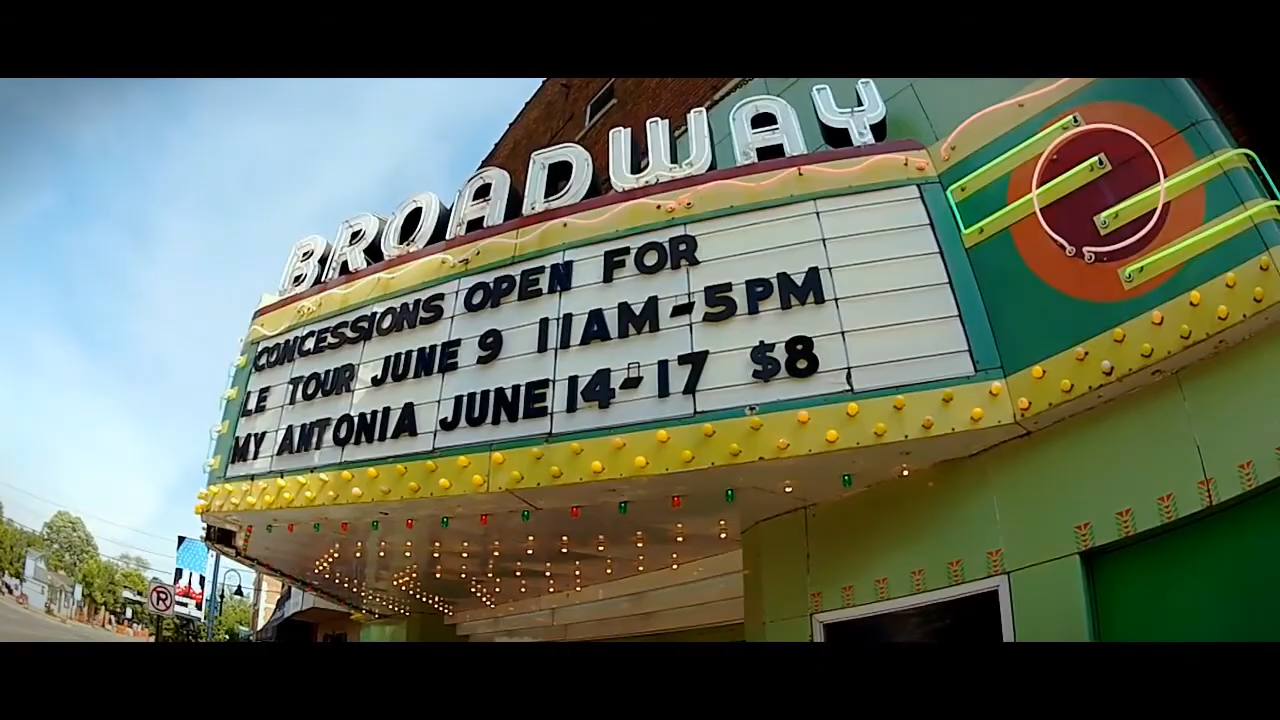 BROADWAY
CONCESSIONS OPEN FOR
LE TOUR JUNE 9 11AM-5PM
MY ANTONIA JUNE 14-17 $8
P